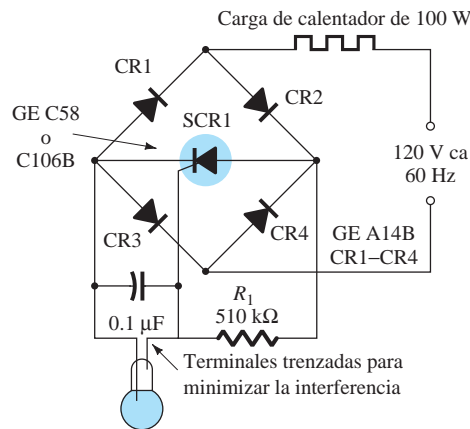 Carga de calentador de 100 W
CR1
CR2
GE C58
o
C106B
SCR1
120 V ca
60 Hz
CR3
CR4
GE A14B
CR1–CR4
0.1 μF
R1
510 kΩ
Terminales trenzadas para
minimizar la interferencia